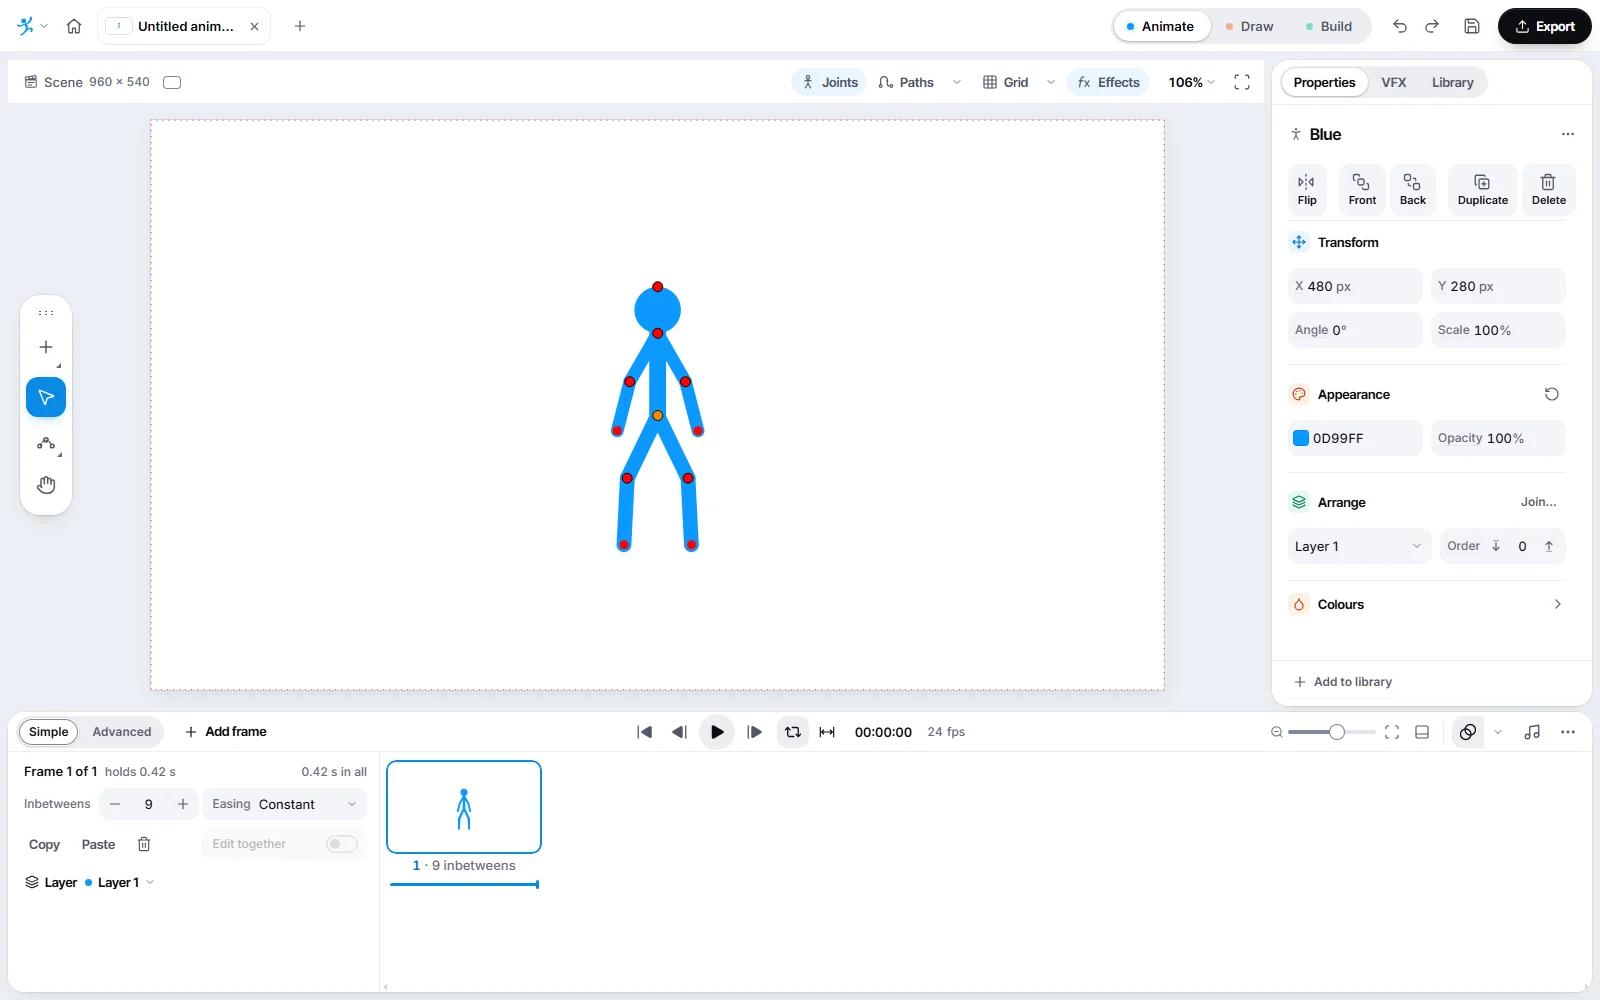 Untitled anim...
Animate
Draw
Build
Export
Scene 960 × 540
Joints
Paths
Grid
fx Effects
106%
Properties
VFX
Library
Blue
Flip
Front
Back
Duplicate
Delete
Transform
X 480 px
Y 280 px
Angle 0°
Scale 100%
Appearance
0D99FF
Opacity 100%
Arrange
Join...
Layer 1
Order 0
Colours
Add to library
Simple
Advanced
Add frame
00:00:00
24 fps
Frame 1 of 1 holds 0.42 s
0.42 s in all
Inbetweens 9
Easing Constant
Copy
Paste
Edit together
Layer
Layer 1
1 · 9 inbetweens